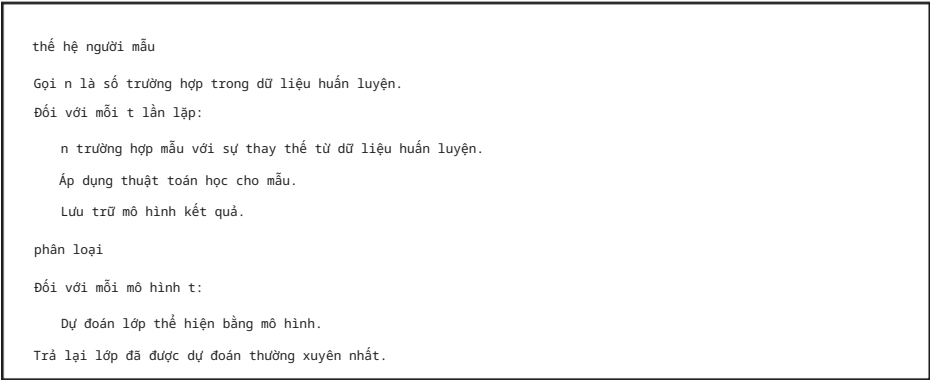 thế hệ người mẫu
Gọi n là số trường hợp trong dữ liệu huấn luyện.
Đối với mỗi t lần lặp:
n trường hợp mẫu với sự thay thế từ dữ liệu huấn luyện.
Áp dụng thuật toán học cho mẫu.
Lưu trữ mô hình kết quả.
phân loại
Đối với mỗi mô hình t:
Dự đoán lớp thể hiện bằng mô hình.
Trả lại lớp đã được dự đoán thường xuyên nhất.